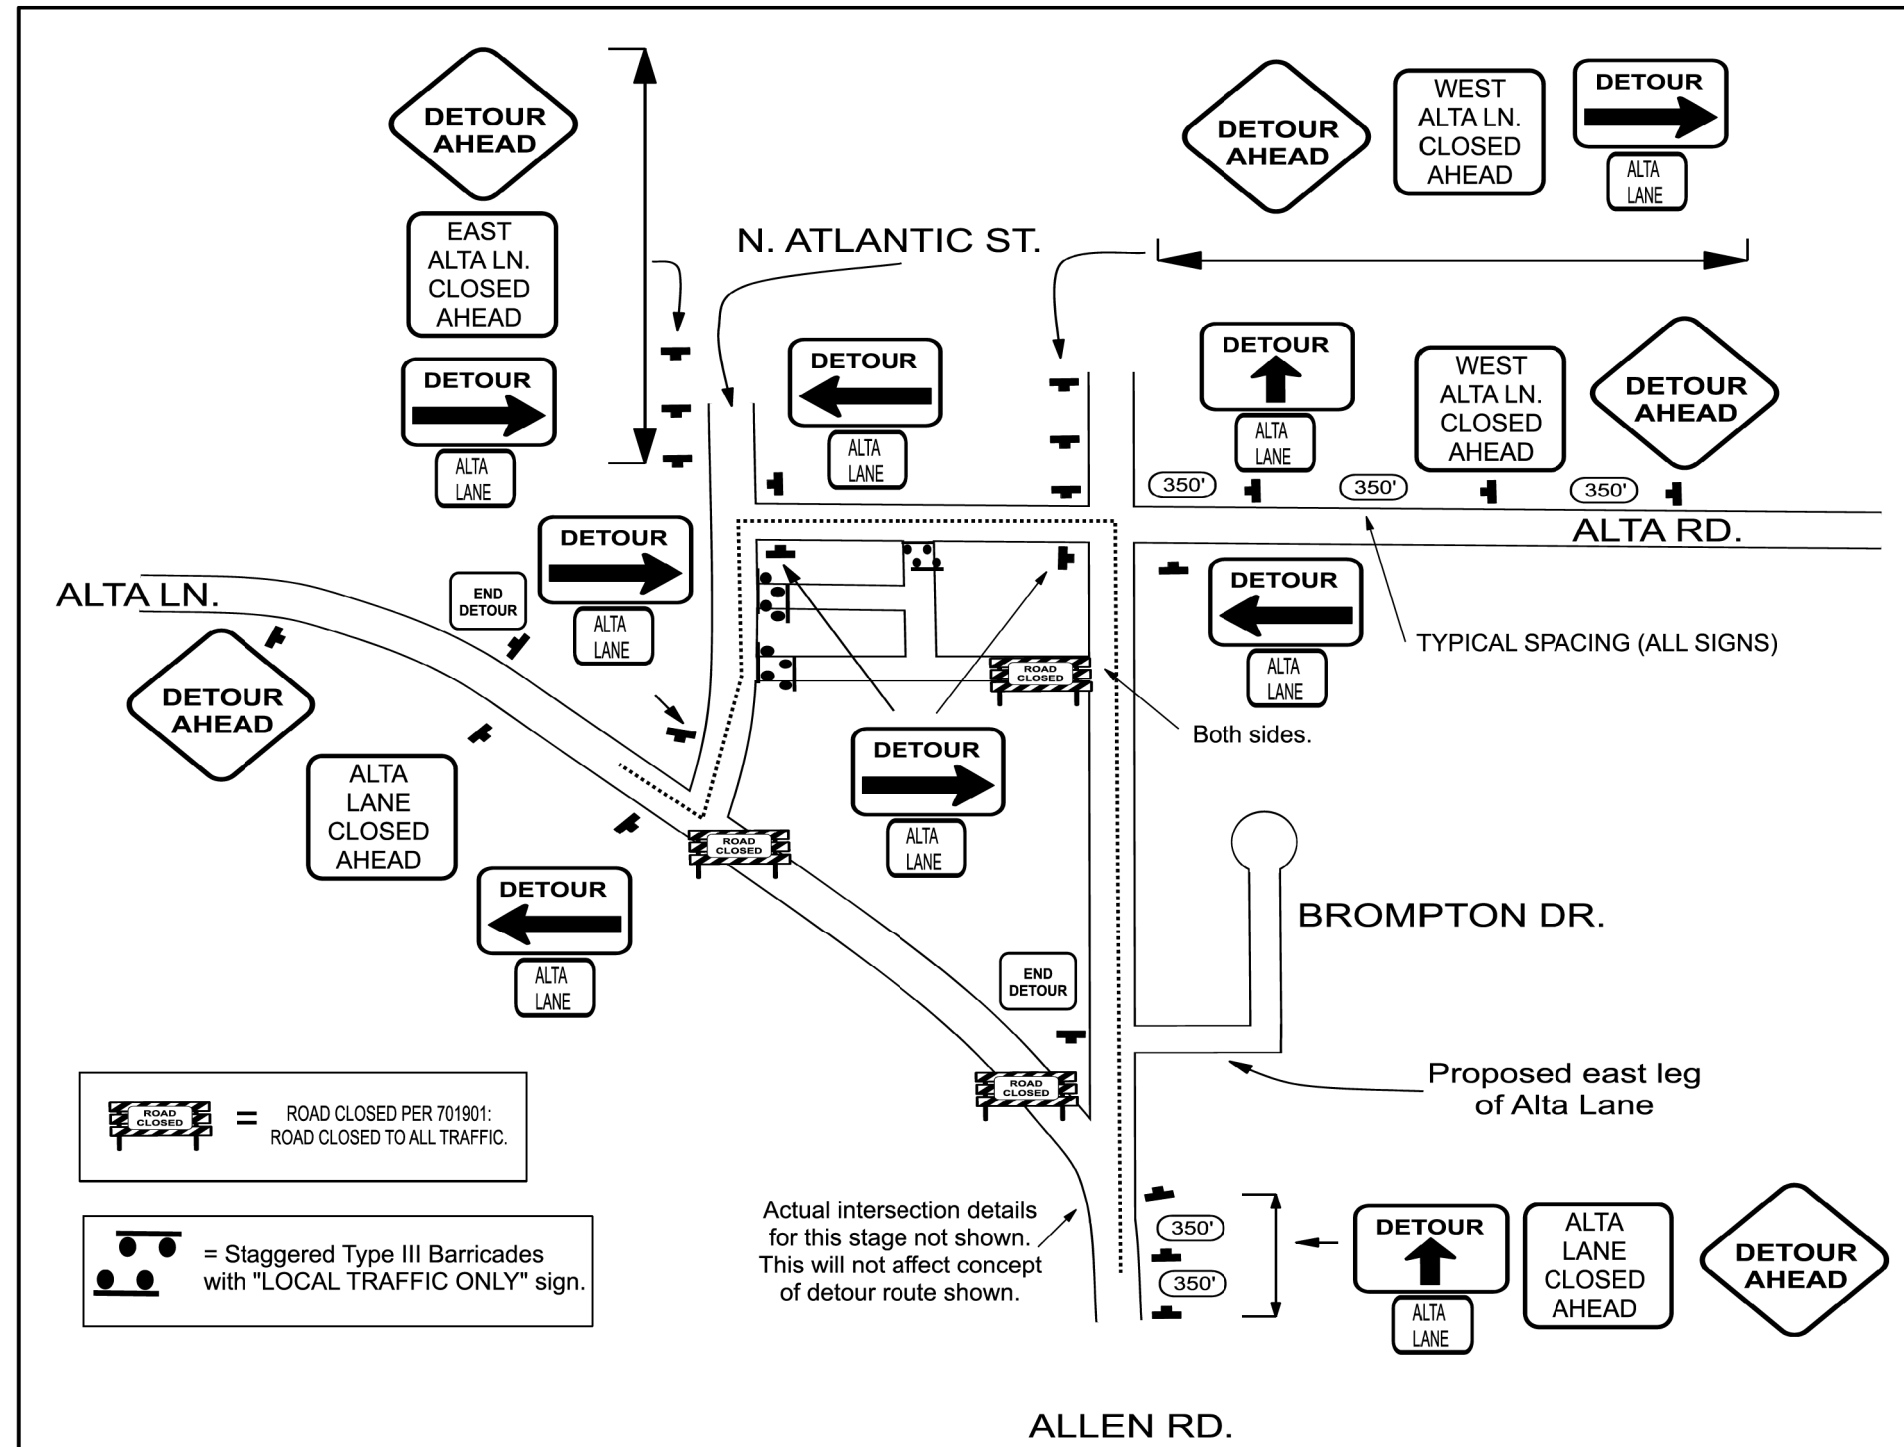 DETOUR
AHEAD
EAST
ALTA LN.
CLOSED
AHEAD
DETOUR
ALTA
LANE
N. ATLANTIC ST.
DETOUR
AHEAD
WEST
ALTA LN.
CLOSED
AHEAD
DETOUR
ALTA
LANE
DETOUR
ALTA
LANE
DETOUR
ALTA
LANE
WEST
ALTA LN.
CLOSED
AHEAD
DETOUR
AHEAD
350'
350'
350'
ALTA RD.
TYPICAL SPACING (ALL SIGNS)
ALTA LN.
END
DETOUR
DETOUR
ALTA
LANE
DETOUR
ALTA
LANE
ROAD
CLOSED
Both sides.
DETOUR
AHEAD
ALTA
LANE
CLOSED
AHEAD
DETOUR
ALTA
LANE
ROAD
CLOSED
DETOUR
ALTA
LANE
BROMPTON DR.
END
DETOUR
ROAD
CLOSED
Proposed east leg
of Alta Lane
ROAD
CLOSED
=
ROAD CLOSED PER 701901:
ROAD CLOSED TO ALL TRAFFIC.
= Staggered Type III Barricades
with "LOCAL TRAFFIC ONLY" sign.
Actual intersection details
for this stage not shown.
This will not affect concept
of detour route shown.
350'
350'
DETOUR
ALTA
LANE
ALTA
LANE
CLOSED
AHEAD
DETOUR
AHEAD
ALLEN RD.